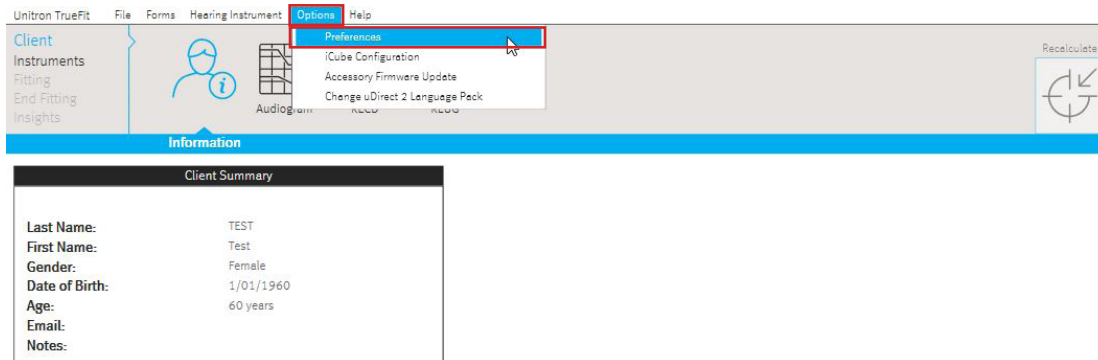 Unitron TrueFit File Forms Hearing Instrument Options Help
Client
Instruments
Fitting
End Fitting
Insights
Preferences
iCube Configuration
Accessory Firmware Update
Change uDirect 2 Language Pack
Recalculate
Information
Client Summary
Last Name: TEST
First Name: Test
Gender: Female
Date of Birth: 1/01/1960
Age: 60 years
Email:
Notes: